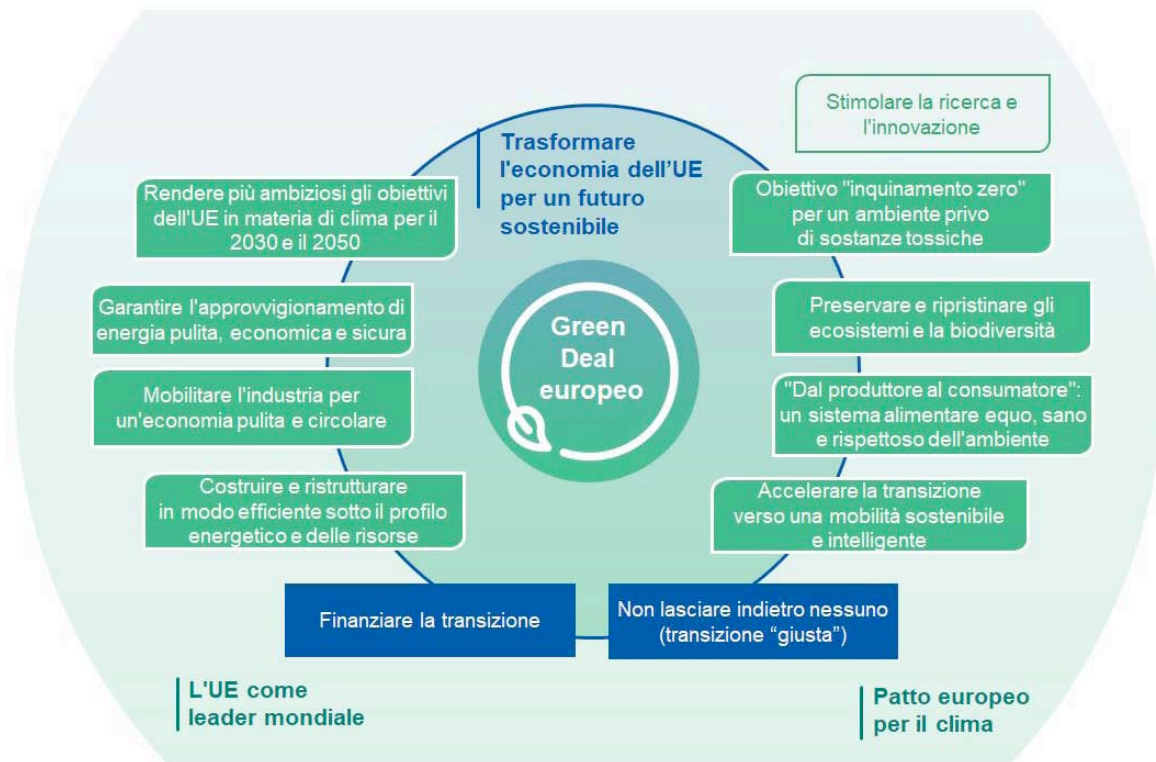 Stimolare la ricerca e
l'innovazione
Trasformare
l'economia dell'UE
per un futuro
sostenibile
Rendere più ambiziosi gli obiettivi
dell'UE in materia di clima per il
2030 e il 2050
Obiettivo "inquinamento zero"
per un ambiente privo
di sostanze tossiche
Garantire l'approvvigionamento di
energia pulita, economica e sicura
Preservare e ripristinare gli
ecosistemi e la biodiversità
Green
Deal
europeo
Mobilitare l'industria per
un'economia pulita e circolare
"Dal produttore al consumatore":
un sistema alimentare equo, sano
e rispettoso dell'ambiente
Costruire e ristrutturare
in modo efficiente sotto il profilo
energetico e delle risorse
Accelerare la transizione
verso una mobilità sostenibile
e intelligente
Finanziare la transizione
Non lasciare indietro nessuno
(transizione “giusta”)
L'UE come
leader mondiale
Patto europeo
per il clima